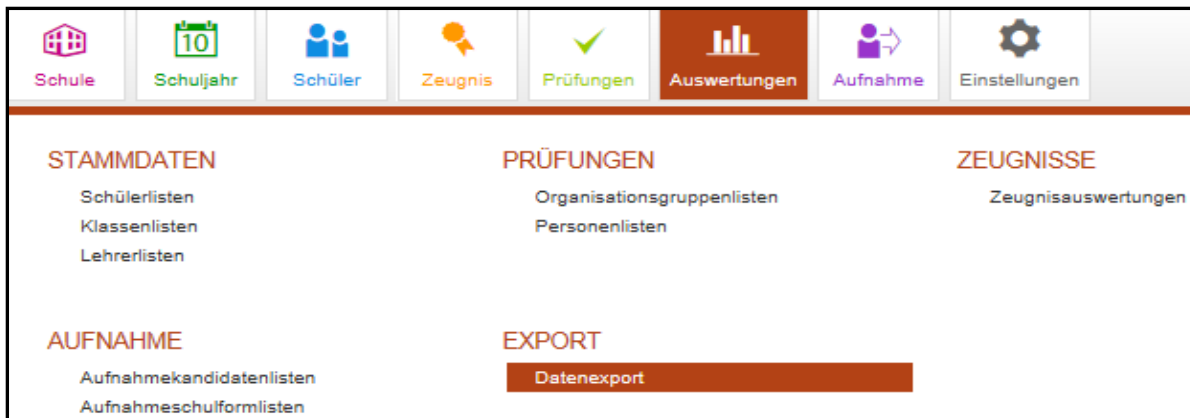 10
Schule Schuljahr Schüler Zeugnis Prüfungen Auswertungen Aufnahme Einstellungen
STAMMDATEN
Schülerlisten
Klassenlisten
Lehrerlisten
PRÜFUNGEN
Organisationsgruppenlisten
Personenlisten
ZEUGNISSE
Zeugnisauswertungen
AUFNAHME
Aufnahmekandidatenlisten
Aufnahmeschulformlisten
EXPORT
Datenexport